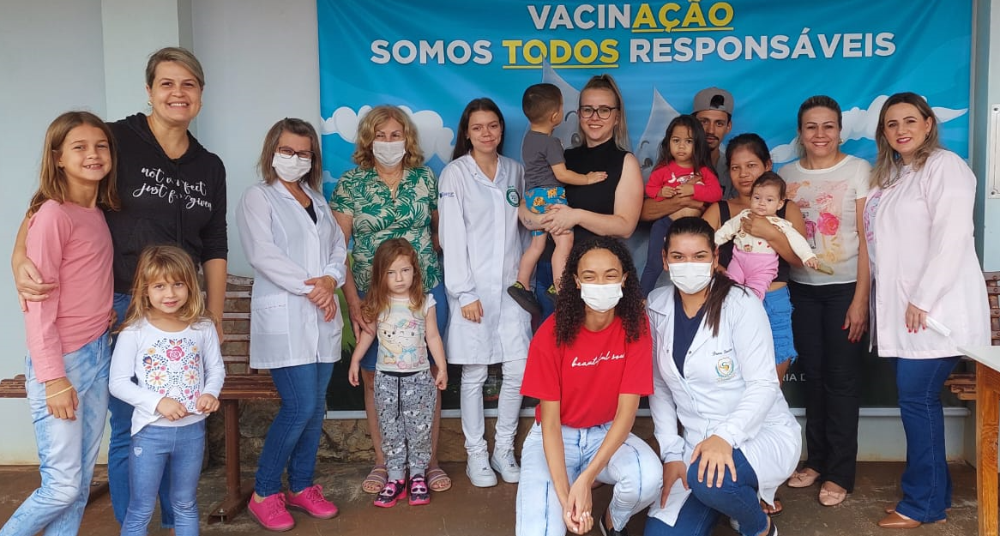 VACINAÇÃO
SOMOS TODOS RESPONSÁVEIS
not perfect
just forgiven
beautiful soul